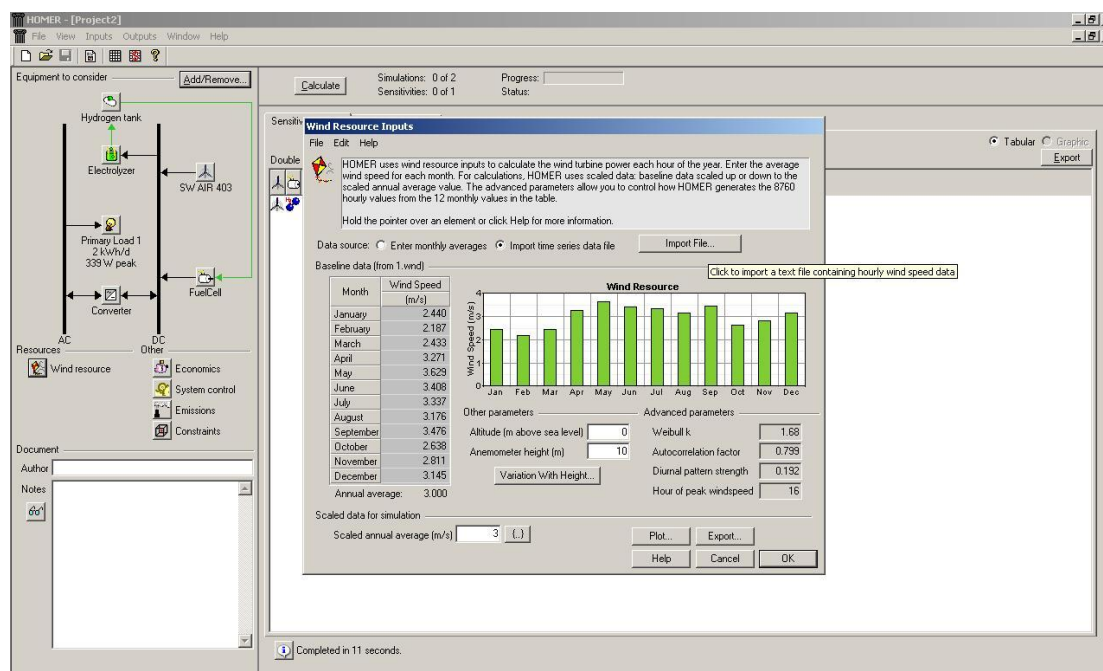 HOMER - [Project2]
File View Inputs Outputs Window Help
Equipment to consider
Add/Remove...
Hydrogen tank
Electrolyzer
SW AIR 403
Primary Load 1
2 kWh/d
339 W peak
FuelCell
Converter
AC
DC
Resources
Other
Wind resource
Economics
System control
Emissions
Constraints
Document
Author
Notes
Calculate
Simulations: 0 of 2
Progress:
Sensitivities: 0 of 1
Status:
Sensitiv
Double
Tabular
Graphic
Export
Wind Resource Inputs
File Edit Help
HOMER uses wind resource inputs to calculate the wind turbine power each hour of the year. Enter the average
wind speed for each month. For calculations, HOMER uses scaled data: baseline data scaled up or down to the
scaled annual average value. The advanced parameters allow you to control how HOMER generates the 8760
hourly values from the 12 monthly values in the table.
Hold the pointer over an element or click Help for more information.
Data source: Enter monthly averages Import time series data file Import File...
Click to import a text file containing hourly wind speed data
Baseline data (from 1.wnd)
Month Wind Speed
(m/s)
January 2.440
February 2.187
March 2.433
April 3.271
May 3.629
June 3.408
July 3.337
August 3.176
September 3.476
October 2.638
November 2.811
December 3.145
Annual average: 3.000
Wind Resource
Wind Speed (m/s)
4
3
2
1
0
Jan Feb Mar Apr May Jun Jul Aug Sep Oct Nov Dec
Other parameters
Altitude (m above sea level) 0
Anemometer height (m) 10
Variation With Height...
Advanced parameters
Weibull k 1.68
Autocorrelation factor 0.799
Diurnal pattern strength 0.192
Hour of peak windspeed 16
Scaled data for simulation
Scaled annual average (m/s) 3 {..}
Plot... Export...
Help Cancel OK
Completed in 11 seconds.